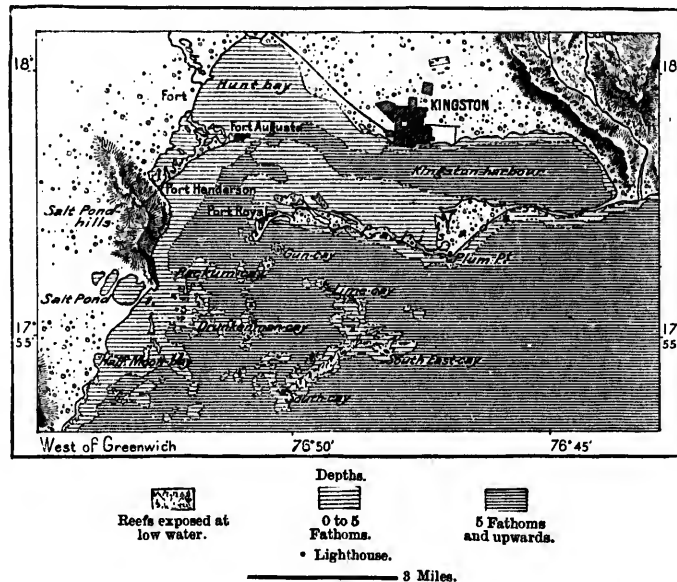 18°
18
Hunt bay
Fort
KINGSTON
Fort Augusta
Kingston harbour
Fort Henderson
Port Royal
Salt Pond
hills
Plum Pt.
Gun cay
Rackum cay
Lime cay
Salt Pond
Drunkenman cay
17°
55'
17
55
Half Moon bay
South East cay
South cay
West of Greenwich
76°50'
76°45'
Depths.
Reefs exposed at
low water.
0 to 5
Fathoms.
5 Fathoms
and upwards.
• Lighthouse.
3 Miles.